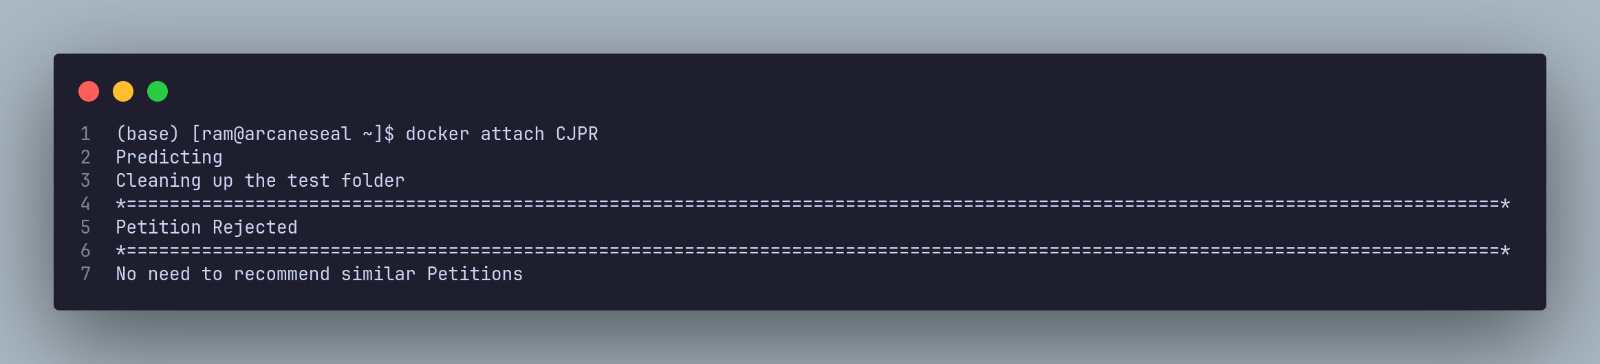 1 (base) [ram@arcaneseal ~]$ docker attach CJPR
2 Predicting
3 Cleaning up the test folder
4 *================================================================================================================================*
5 Petition Rejected
6 *================================================================================================================================*
7 No need to recommend similar Petitions